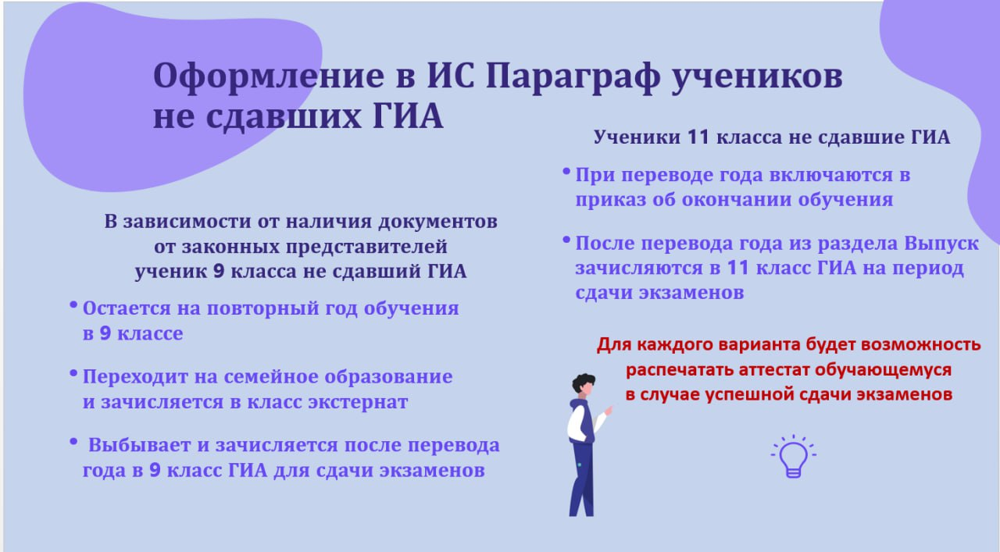 Оформление в ИС Параграф учеников
не сдавших ГИА
В зависимости от наличия документов
от законных представителей
ученик 9 класса не сдавший ГИА
• Остается на повторный год обучения
в 9 классе
• Переходит на семейное образование
и зачисляется в класс экстернат
• Выбывает и зачисляется после перевода
года в 9 класс ГИА для сдачи экзаменов
Ученики 11 класса не сдавшие ГИА
• При переводе года включаются в
приказ об окончании обучения
• После перевода года из раздела Выпуск
зачисляются в 11 класс ГИА на период
сдачи экзаменов
Для каждого варианта будет возможность
распечатать аттестат обучающемуся
в случае успешной сдачи экзаменов